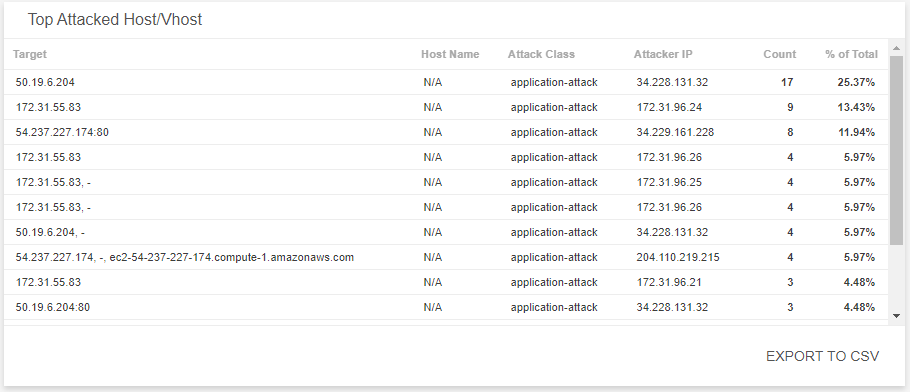 Top Attacked Host/Vhost
Target Host Name Attack Class Attacker IP Count % of Total
50.19.6.204 N/A application-attack 34.228.131.32 17 25.37%
172.31.55.83 N/A application-attack 172.31.96.24 9 13.43%
54.237.227.174:80 N/A application-attack 34.229.161.228 8 11.94%
172.31.55.83 N/A application-attack 172.31.96.26 4 5.97%
172.31.55.83, - N/A application-attack 172.31.96.25 4 5.97%
172.31.55.83, - N/A application-attack 172.31.96.26 4 5.97%
50.19.6.204, - N/A application-attack 34.228.131.32 4 5.97%
54.237.227.174, -, ec2-54-237-227-174.compute-1.amazonaws.com N/A application-attack 204.110.219.215 4 5.97%
172.31.55.83 N/A application-attack 172.31.96.21 3 4.48%
50.19.6.204:80 N/A application-attack 34.228.131.32 3 4.48%
EXPORT TO CSV